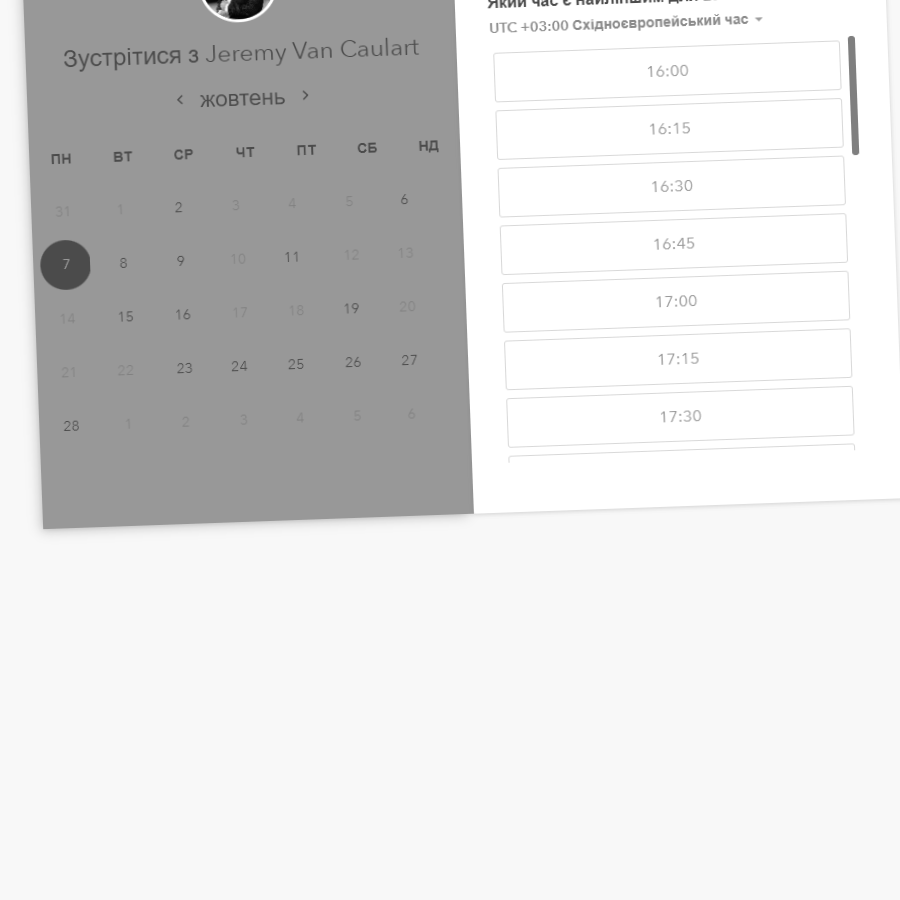 Зустрітися з Jeremy Van Caulart
жовтень
ПН ВТ СР ЧТ ПТ СБ НД
31 1 2 3 4 5 6
7 8 9 10 11 12 13
14 15 16 17 18 19 20
21 22 23 24 25 26 27
28 1 2 3 4 5 6
Який час є найліпшим для
UTC +03:00 Східноєвропейський час
16:00
16:15
16:30
16:45
17:00
17:15
17:30